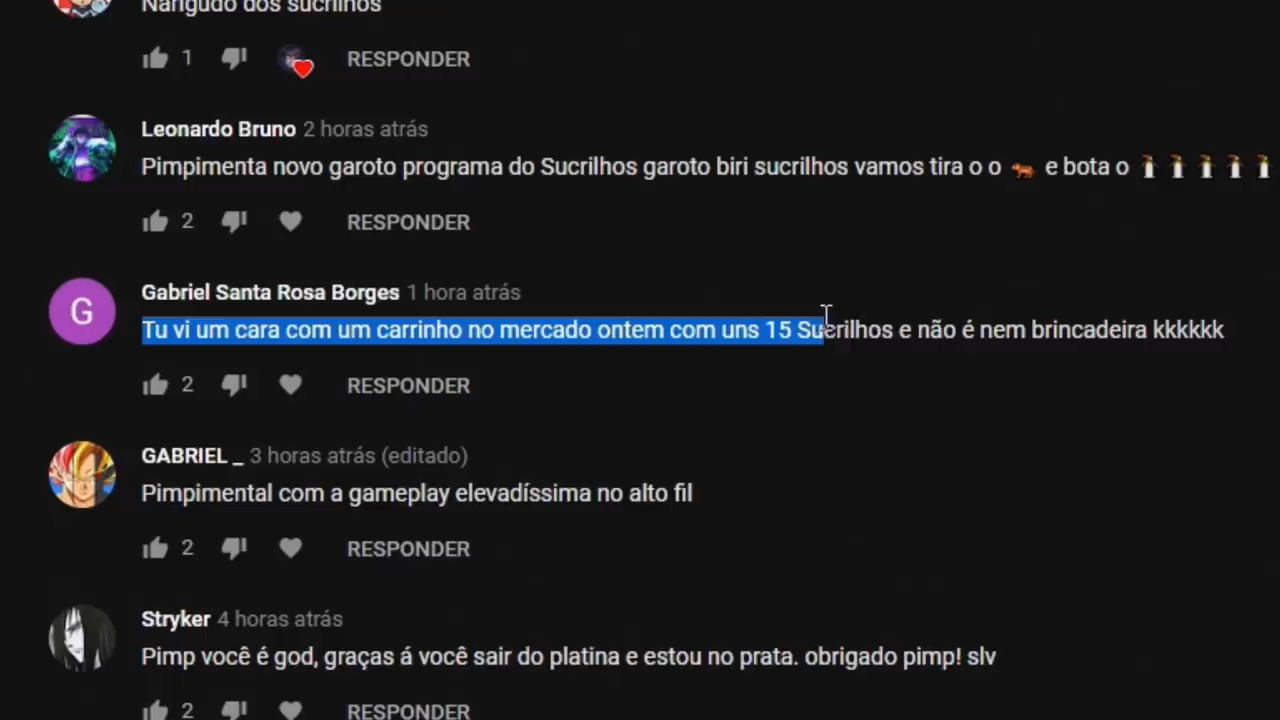 Narigudo dos sucrilhos
1 RESPONDER
Leonardo Bruno 2 horas atrás
Pimpimenta novo garoto programa do Sucrilhos garoto biri sucrilhos vamos tira o o 🐅 e bota o 🐧🐧🐧🐧🐧
2 RESPONDER
G
Gabriel Santa Rosa Borges 1 hora atrás
Tu vi um cara com um carrinho no mercado ontem com uns 15 Sucrilhos e não é nem brincadeira kkkkkk
2 RESPONDER
GABRIEL _ 3 horas atrás (editado)
Pimpimental com a gameplay elevadíssima no alto fil
2 RESPONDER
Stryker 4 horas atrás
Pimp você é god, graças á você sair do platina e estou no prata. obrigado pimp! slv
2 RESPONDER